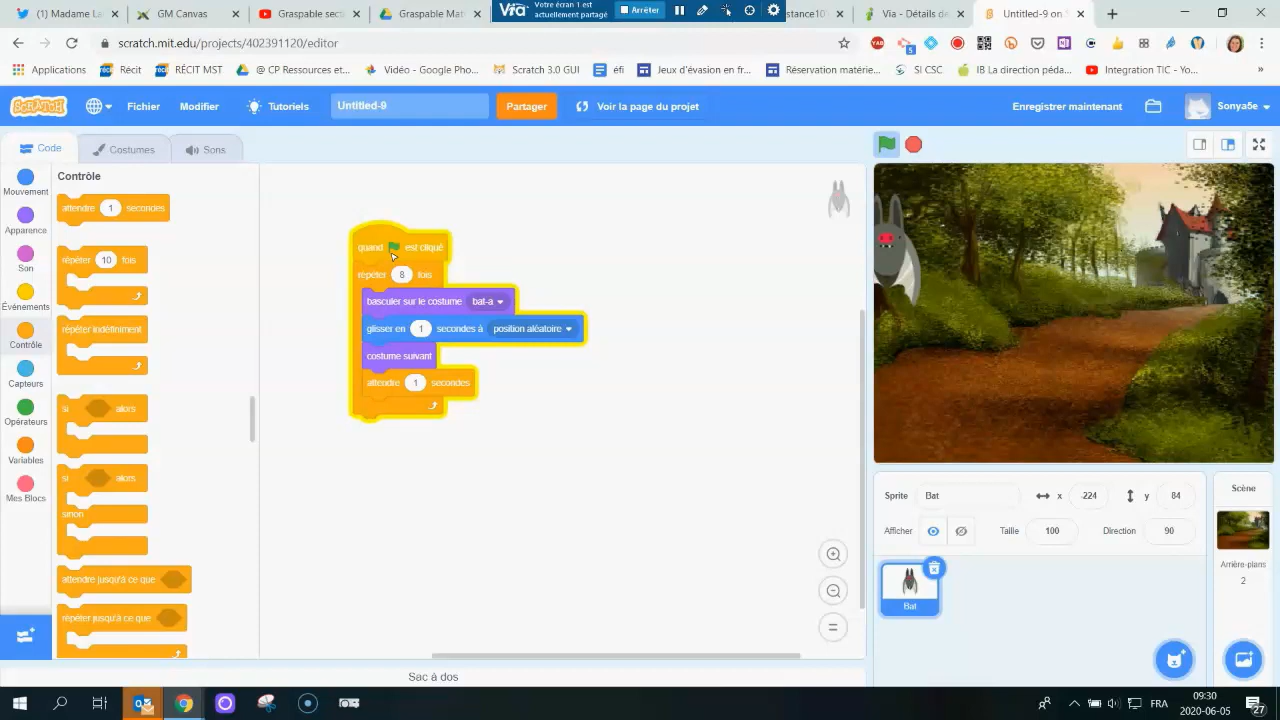 (1) Madame I
GM Canvas
Graspable sect
Graspable Mat
Via
Votre écran 1 est
actuellement partagé
Arrêter
stance10
Via - Détails de
Untitled-9 on
scratch.mit.edu/projects/402391120/editor
Applications
Récit
RÉCIT MST
@ CP Ressources et c...
Vidéo - Google Pho...
Scratch 3.0 GUI
éfi
Jeux d'évasion en fr...
Réservation matérie...
SI CSC
IB La direction péda...
Integration TIC - Yo...
»
SCRATCH
Fichier
Modifier
Tutoriels
Untitled-9
Partager
Voir la page du projet
Enregistrer maintenant
Sonya5e
Code
Costumes
Sons
Mouvement
Apparence
Son
Événements
Contrôle
Capteurs
Opérateurs
Variables
Mes Blocs
Contrôle
attendre 1 secondes
répéter 10 fois
répéter indéfiniment
si alors
si alors
sinon
attendre jusqu'à ce que
répéter jusqu'à ce que
quand est cliqué
répéter 8 fois
basculer sur le costume bat-a
glisser en 1 secondes à position aléatoire
costume suivant
attendre 1 secondes
Sprite
Bat
x
-224
y
84
Afficher
Taille
100
Direction
90
Bat
Scène
Arrière-plans
2
Sac à dos
FRA
09:30
2020-06-05
27